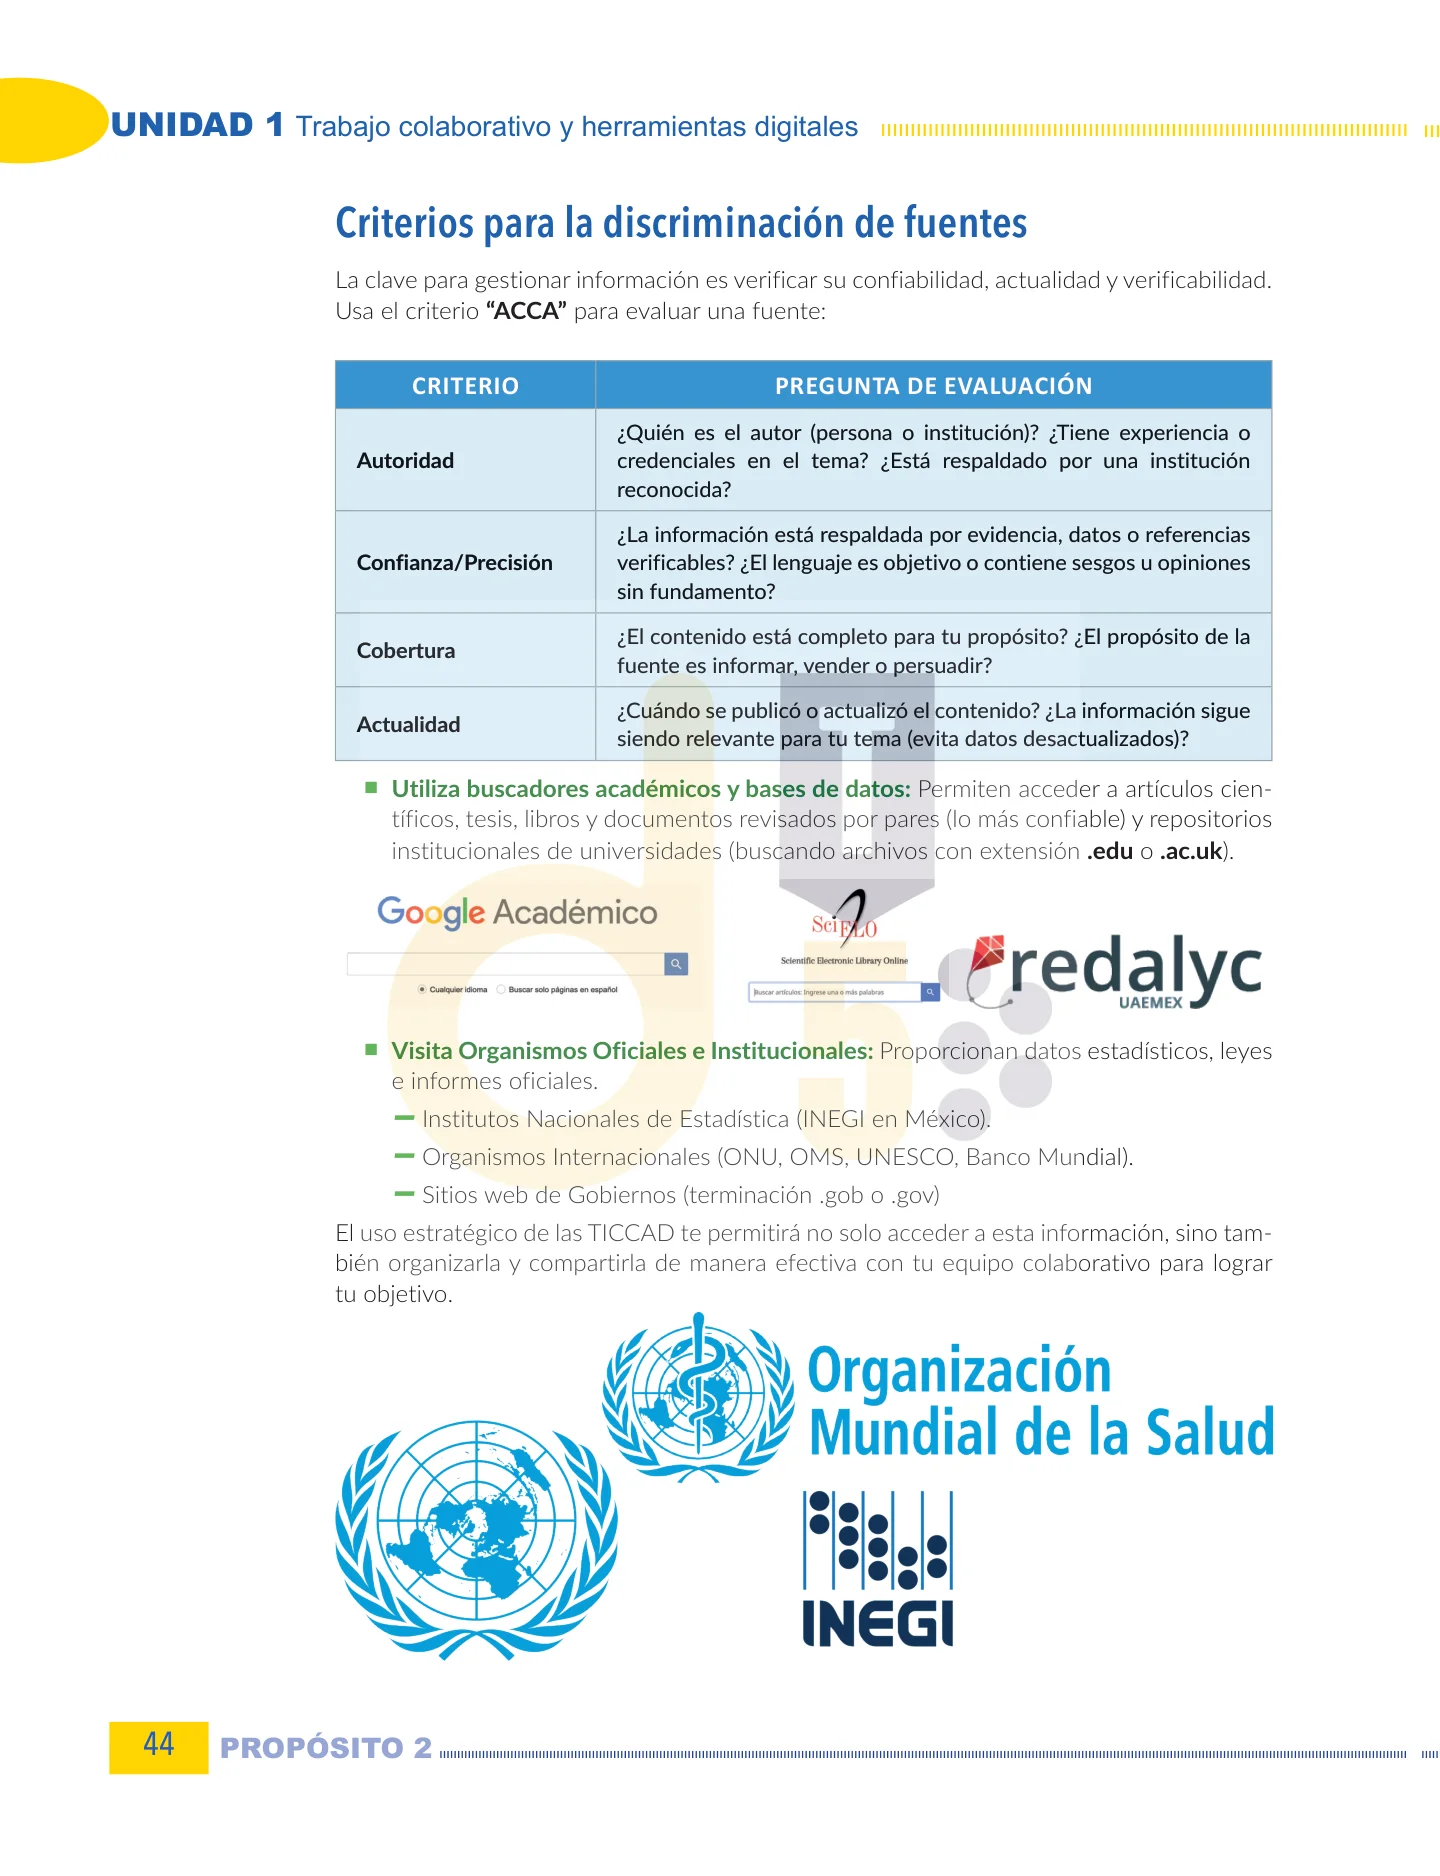 UNIDAD 1 Trabajo colaborativo y herramientas digitales
Criterios para la discriminación de fuentes
La clave para gestionar información es verificar su confiabilidad, actualidad y verificabilidad.
Usa el criterio “ACCA” para evaluar una fuente:
CRITERIO PREGUNTA DE EVALUACIÓN
Autoridad
¿Quién es el autor (persona o institución)? ¿Tiene experiencia o
credenciales en el tema? ¿Está respaldado por una institución
reconocida?
Confianza/Precisión
¿La información está respaldada por evidencia, datos o referencias
verificables? ¿El lenguaje es objetivo o contiene sesgos u opiniones
sin fundamento?
Cobertura
¿El contenido está completo para tu propósito? ¿El propósito de la
fuente es informar, vender o persuadir?
Actualidad
¿Cuándo se publicó o actualizó el contenido? ¿La información sigue
siendo relevante para tu tema (evita datos desactualizados)?
Utiliza buscadores académicos y bases de datos: Permiten acceder a artículos cien-
tíficos, tesis, libros y documentos revisados por pares (lo más confiable) y repositorios
institucionales de universidades (buscando archivos con extensión .edu o .ac.uk).
Google Académico
Cualquier idioma Buscar solo páginas en español
SciELO
Scientific Electronic Library Online
Buscar artículos: Ingrese una o más palabras
redalyc
UAEMEX
Visita Organismos Oficiales e Institucionales: Proporcionan datos estadísticos, leyes
e informes oficiales.
Institutos Nacionales de Estadística (INEGI en México).
Organismos Internacionales (ONU, OMS, UNESCO, Banco Mundial).
Sitios web de Gobiernos (terminación .gob o .gov)
El uso estratégico de las TICCAD te permitirá no solo acceder a esta información, sino tam-
bién organizarla y compartirla de manera efectiva con tu equipo colaborativo para lograr
tu objetivo.
Organización
Mundial de la Salud
INEGI
44 PROPÓSITO 2